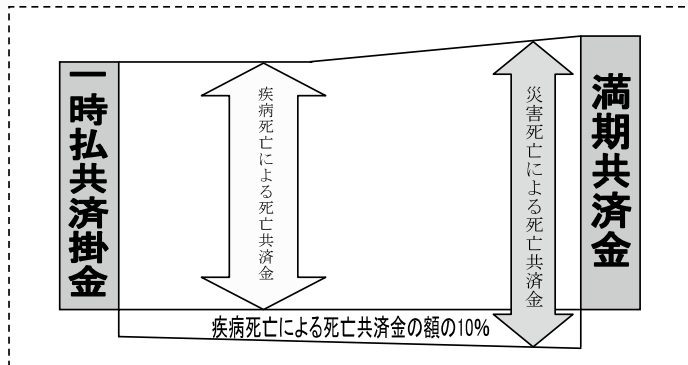 一時払共済掛金
疾病死亡による死亡共済金
災害死亡による死亡共済金
満期共済金
疾病死亡による死亡共済金の額の10%